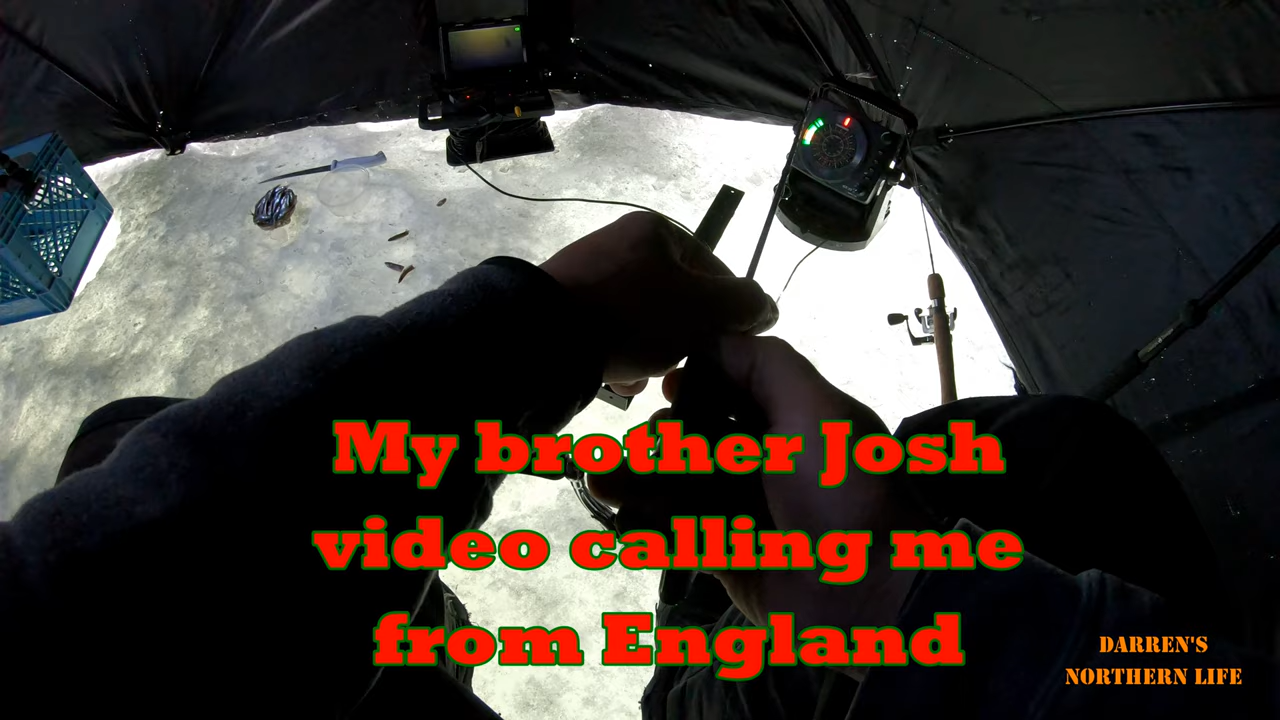 My brother Josh
video calling me
from England
DARREN'S
NORTHERN LIFE